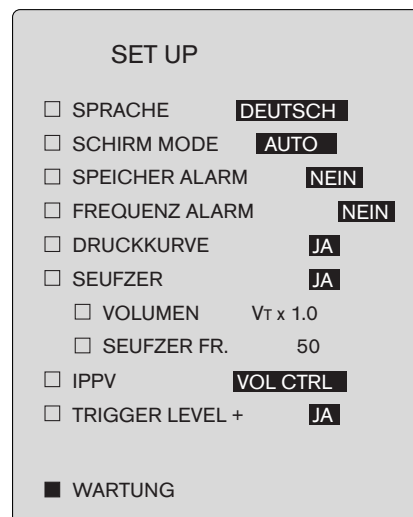 SET UP
SPRACHE DEUTSCH
SCHIRM MODE AUTO
SPEICHER ALARM NEIN
FREQUENZ ALARM NEIN
DRUCKKURVE JA
SEUFZER JA
VOLUMEN VT x 1.0
SEUFZER FR. 50
IPPV VOL CTRL
TRIGGER LEVEL + JA
WARTUNG